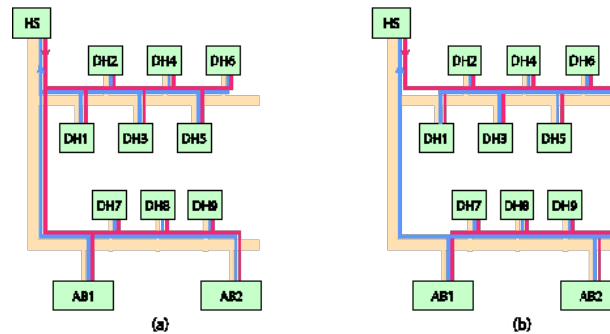 HS HS
DH2 DH4 DH6 DH2 DH4 DH6
DH1 DH3 DH5 DH1 DH3 DH5
DH7 DH8 DH9 DH7 DH8 DH9
AB1 AB2 AB1 AB2
(a) (b)